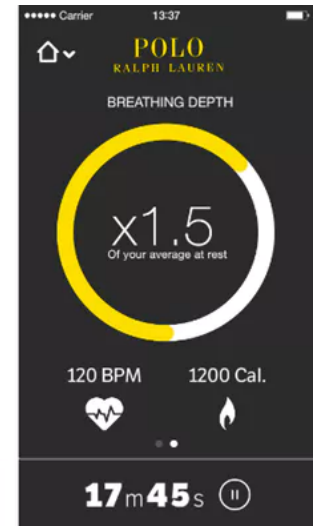 Carrier 13:37
POLO
RALPH LAUREN
BREATHING DEPTH
x1.5
Of your average at rest
120 BPM 1200 Cal.
17m45s